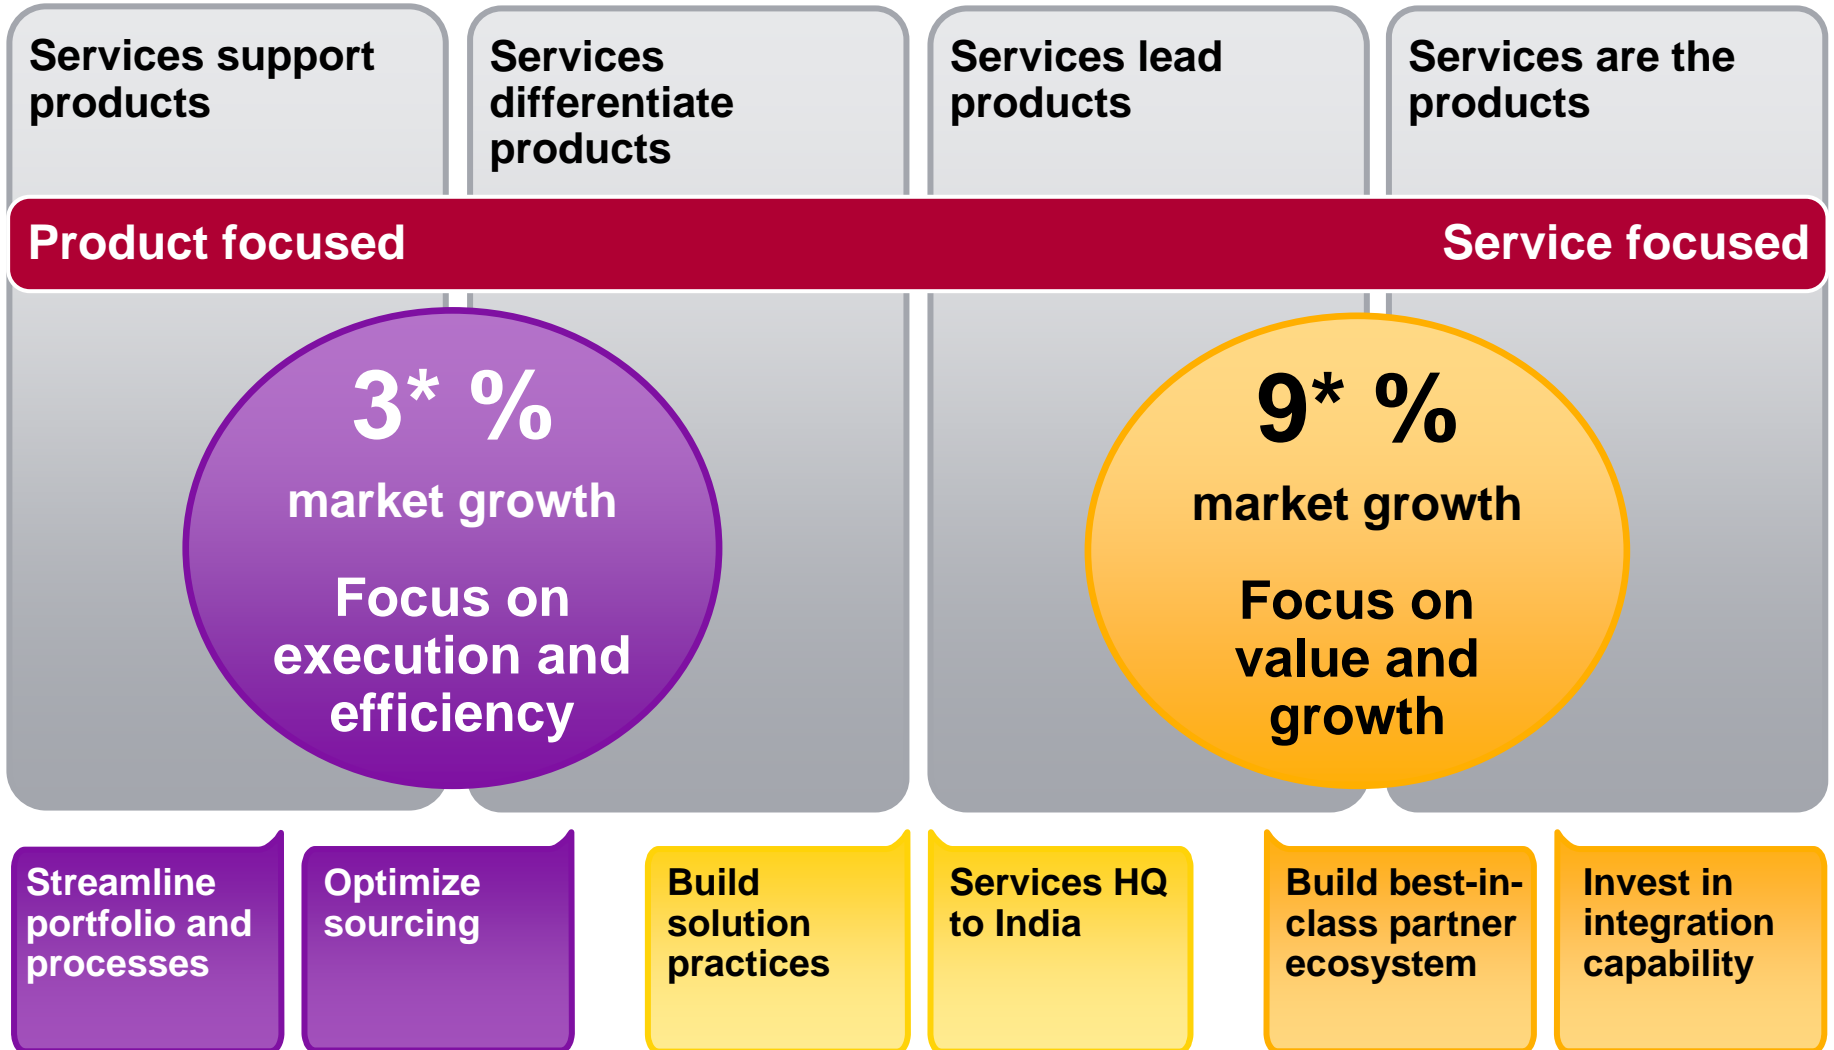 Services support
products
Services
differentiate
products
Services lead
products
Services are the
products
Product focused
Service focused
3* %
market growth
Focus on
execution and
efficiency
9* %
market growth
Focus on
value and
growth
Streamline
portfolio and
processes
Optimize
sourcing
Build
solution
practices
Services HQ
to India
Build best-in-
class partner
ecosystem
Invest in
integration
capability